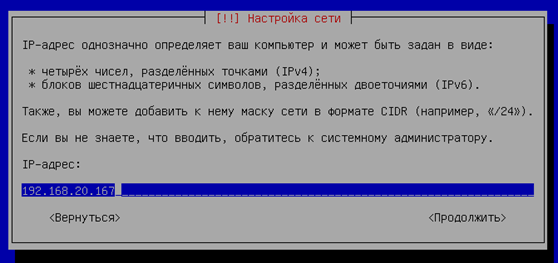 [!!] Настройка сети
IP-адрес однозначно определяет ваш компьютер и может быть задан в виде:
* четырёх чисел, разделённых точками (IPv4);
* блоков шестнадцатеричных символов, разделённых двоеточиями (IPv6).
Также, вы можете добавить к нему маску сети в формате CIDR (например, «/24»).
Если вы не знаете, что вводить, обратитесь к системному администратору.
IP-адрес:
192.168.20.167
<Вернуться> <Продолжить>